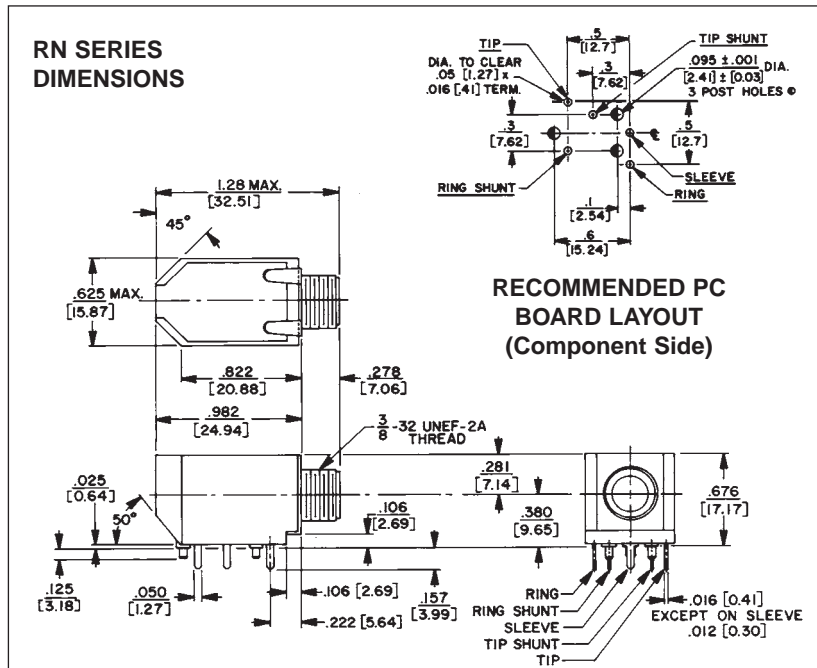 RN SERIES
DIMENSIONS
TIP
DIA. TO CLEAR
.05 [1.27] x
.016 [.41] TERM.
.5
[12.7]
TIP SHUNT
.3
[7.62]
.095 ±.001 DIA.
[2.41] ± [0.03]
3 POST HOLES
.3
[7.62]
.5
[12.7]
RING SHUNT
SLEEVE
RING
.1
[2.54]
.6
[15.24]
RECOMMENDED PC
BOARD LAYOUT
(Component Side)
1.28 MAX.
[32.51]
45°
.625 MAX.
[15.87]
.822
[20.88]
.278
[7.06]
.982
[24.94]
3/8 -32 UNEF-2A
THREAD
.025
[0.64]
50°
.281
[7.14]
.106
[2.69]
.380
[9.65]
.676
[17.17]
.125
[3.18]
.050
[1.27]
.106 [2.69]
.222 [5.64]
.157
[3.99]
RING
RING SHUNT
SLEEVE
TIP SHUNT
TIP
.016 [0.41]
EXCEPT ON SLEEVE
.012 [0.30]